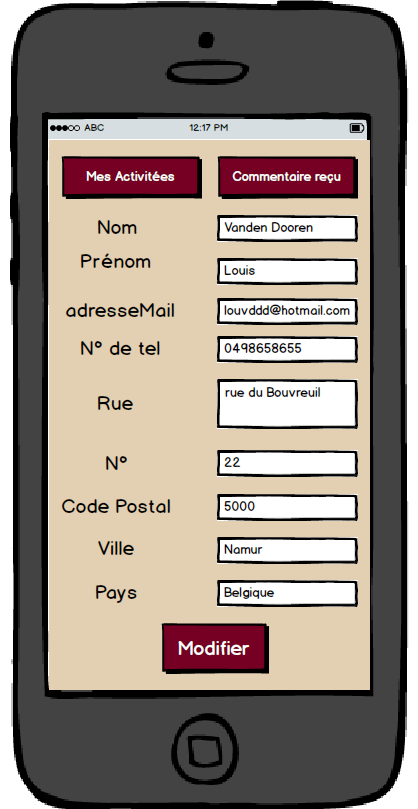 ABC 12:17 PM
Mes Activitées Commentaire reçu
Nom Vanden Dooren
Prénom Louis
adresseMail louvddd@hotmail.com
N° de tel 0498658655
Rue rue du Bouvreuil
N° 22
Code Postal 5000
Ville Namur
Pays Belgique
Modifier